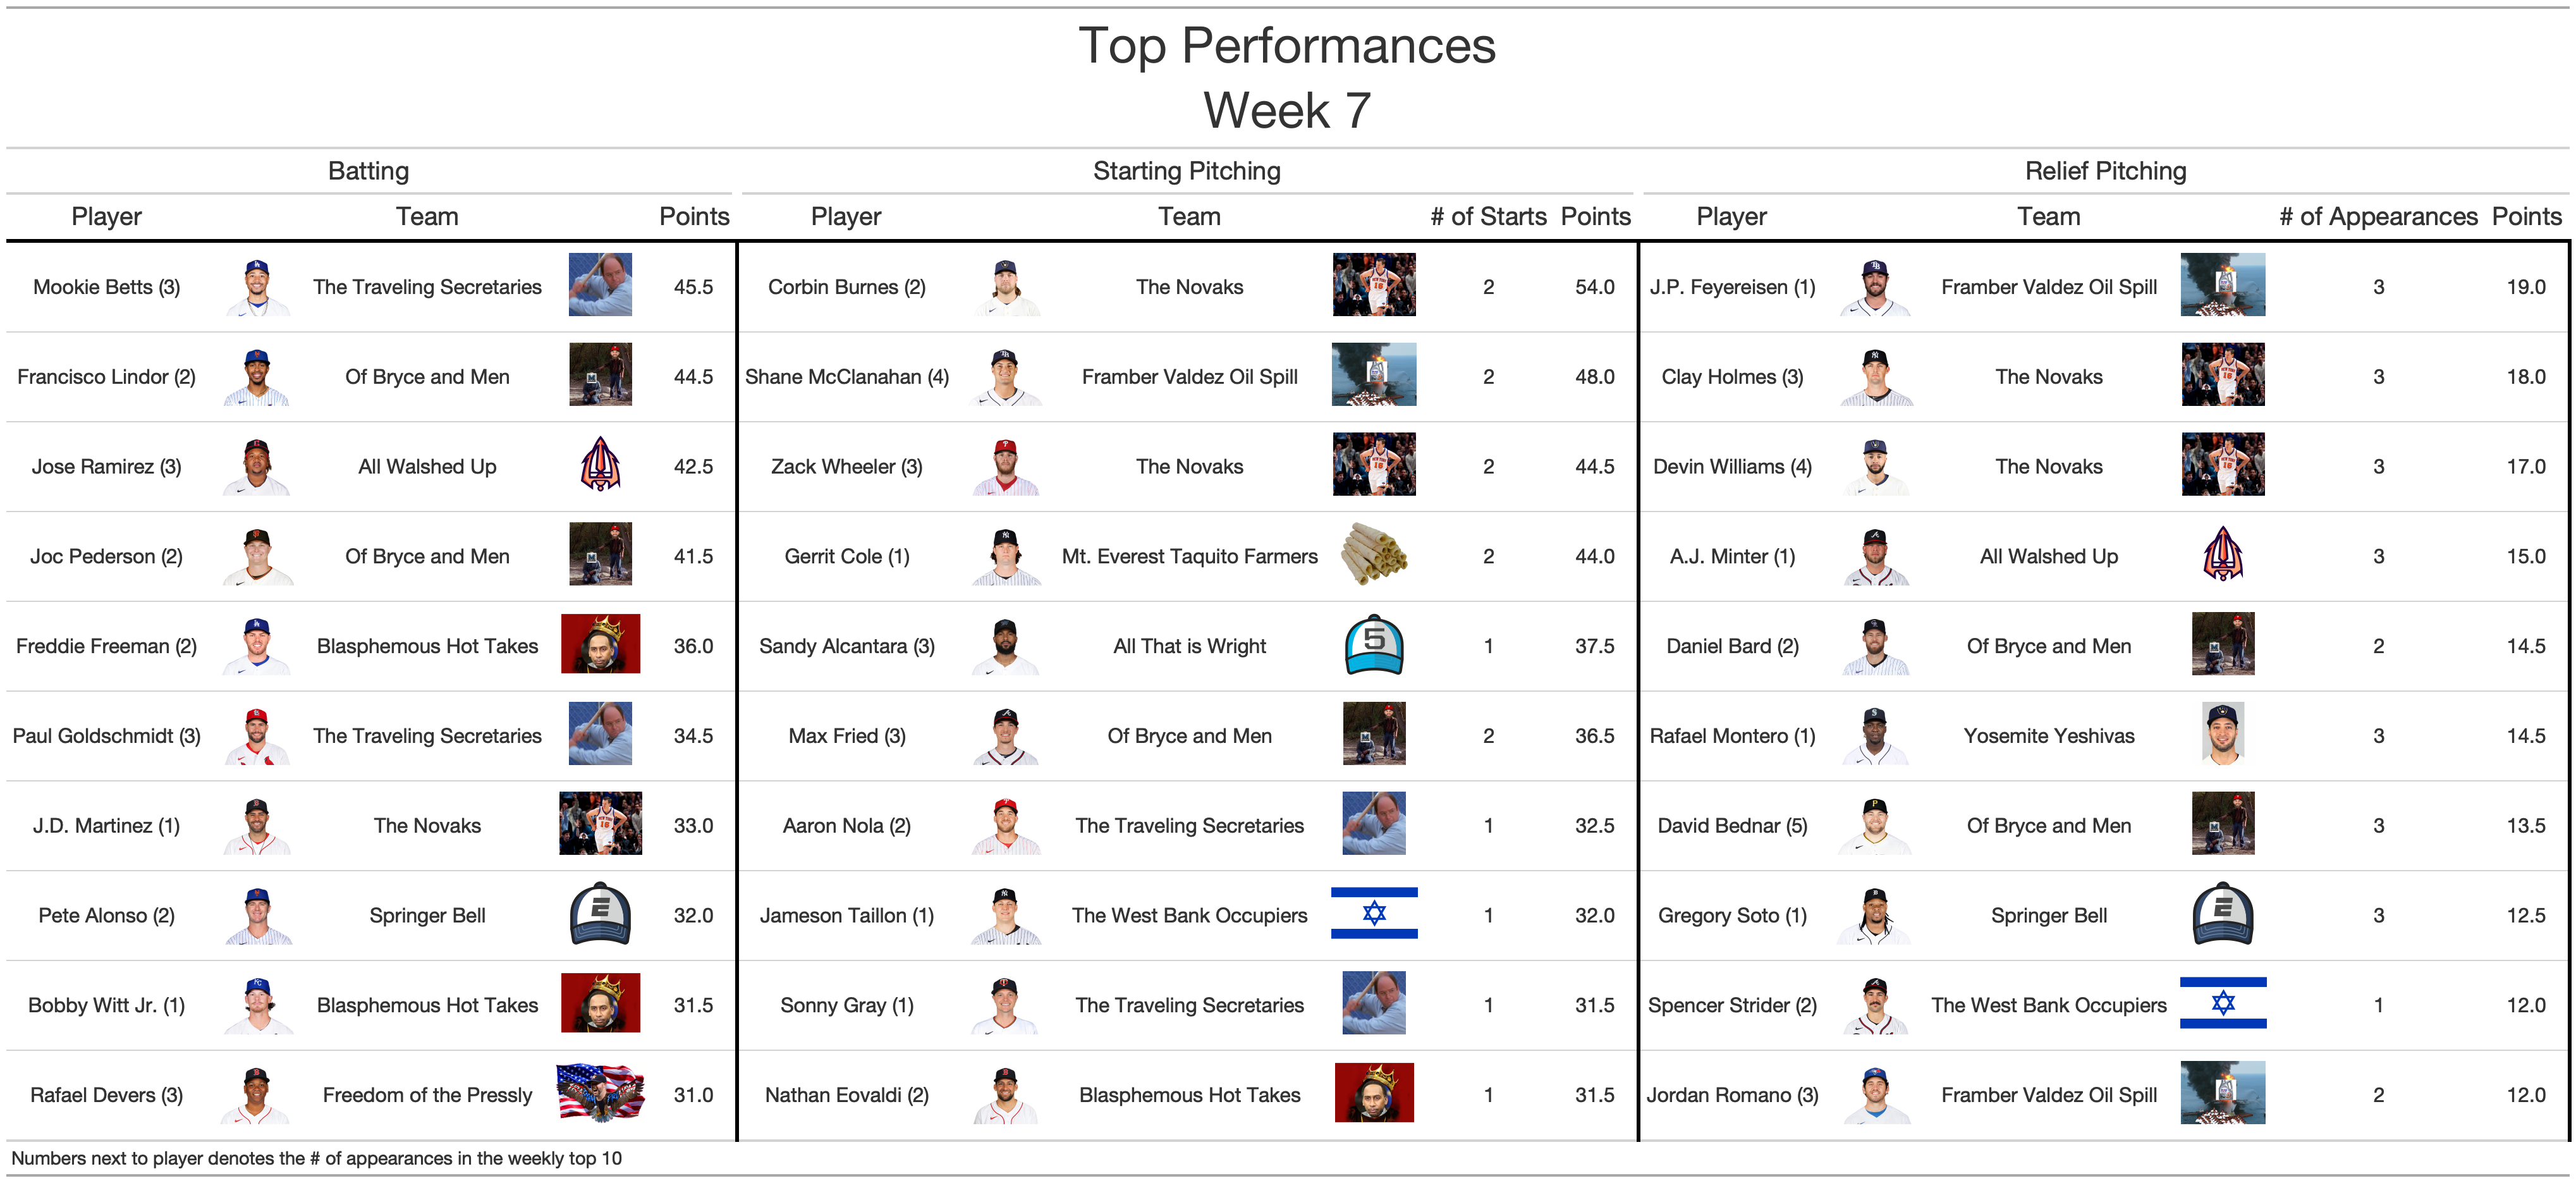 Top Performances
Week 7
Batting Starting Pitching Relief Pitching
Player Team Points Player Team # of Starts Points Player Team # of Appearances Points
Mookie Betts (3) The Traveling Secretaries 45.5 Corbin Burnes (2) The Novaks 2 54.0 J.P. Feyereisen (1) Framber Valdez Oil Spill 3 19.0
Francisco Lindor (2) Of Bryce and Men 44.5 Shane McClanahan (4) Framber Valdez Oil Spill 2 48.0 Clay Holmes (3) The Novaks 3 18.0
Jose Ramirez (3) All Walshed Up 42.5 Zack Wheeler (3) The Novaks 2 44.5 Devin Williams (4) The Novaks 3 17.0
Joc Pederson (2) Of Bryce and Men 41.5 Gerrit Cole (1) Mt. Everest Taquito Farmers 2 44.0 A.J. Minter (1) All Walshed Up 3 15.0
Freddie Freeman (2) Blasphemous Hot Takes 36.0 Sandy Alcantara (3) All That is Wright 5 1 37.5 Daniel Bard (2) Of Bryce and Men 2 14.5
Paul Goldschmidt (3) The Traveling Secretaries 34.5 Max Fried (3) Of Bryce and Men 2 36.5 Rafael Montero (1) Yosemite Yeshivas 3 14.5
J.D. Martinez (1) The Novaks 33.0 Aaron Nola (2) The Traveling Secretaries 1 32.5 David Bednar (5) Of Bryce and Men 3 13.5
Pete Alonso (2) Springer Bell E 32.0 Jameson Taillon (1) The West Bank Occupiers 1 32.0 Gregory Soto (1) Springer Bell E 3 12.5
Bobby Witt Jr. (1) Blasphemous Hot Takes 31.5 Sonny Gray (1) The Traveling Secretaries 1 31.5 Spencer Strider (2) The West Bank Occupiers 1 12.0
Rafael Devers (3) Freedom of the Pressly 31.0 Nathan Eovaldi (2) Blasphemous Hot Takes 1 31.5 Jordan Romano (3) Framber Valdez Oil Spill 2 12.0
Numbers next to player denotes the # of appearances in the weekly top 10